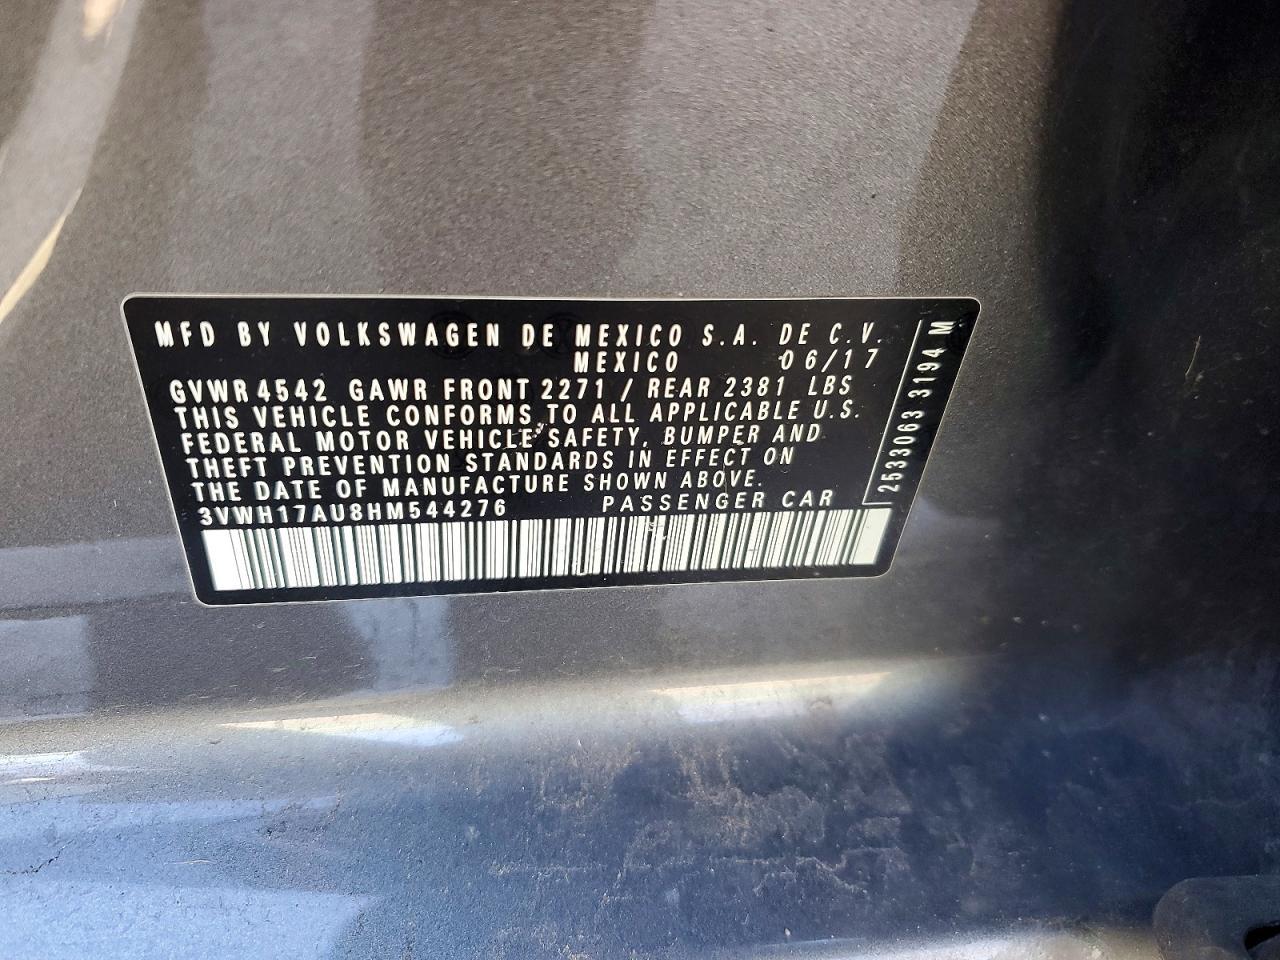 MFD BY VOLKSWAGEN DE MEXICO S.A. DE C.V.
MEXICO 06/17
GVWR 4542 GAWR FRONT 2271 / REAR 2381 LBS
THIS VEHICLE CONFORMS TO ALL APPLICABLE U.S.
FEDERAL MOTOR VEHICLE SAFETY, BUMPER AND
THEFT PREVENTION STANDARDS IN EFFECT ON
THE DATE OF MANUFACTURE SHOWN ABOVE.
3VWH17AU8HM544276 PASSENGER CAR
2533063 3194 M